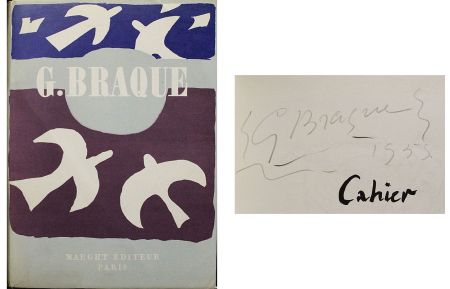 G. BRAQUE
MAEGHT EDITEUR
PARIS
G Braque
1955
Cahier